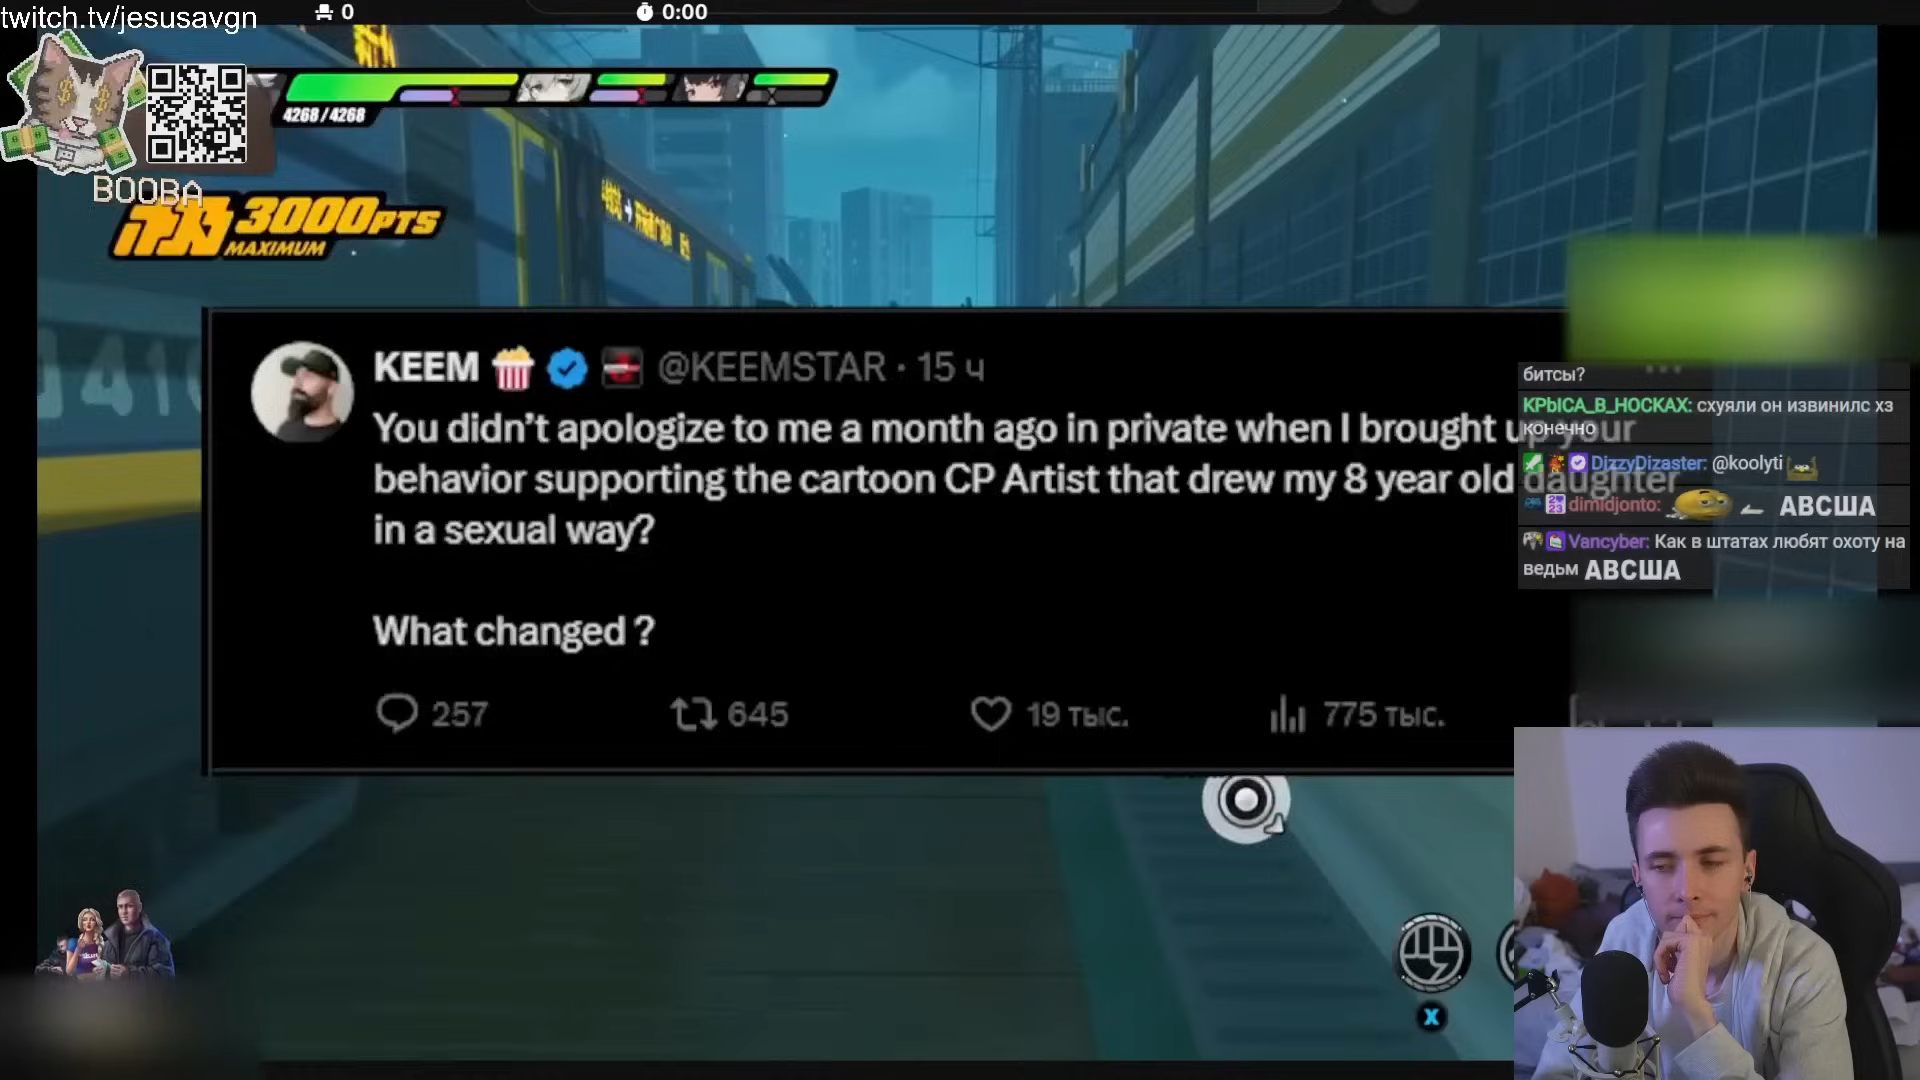 twitch.tv/jesusavgn
0
0:00
4268/4268
BOOBA
3000PTS
MAXIMUM
KEEM @KEEMSTAR · 15 ч
You didn't apologize to me a month ago in private when I brought up your
behavior supporting the cartoon CP Artist that drew my 8 year old daughter
in a sexual way?
What changed ?
257
645
19 тыс.
775 тыс.
битсы?
KPbICA_B_HOCKAX: схуяли он извинилс хз
конечно
DizzyDizaster: @koolyti
dimidjonto: АВСША
Vancyber: Как в штатах любят охоту на
ведьм АВСША
X